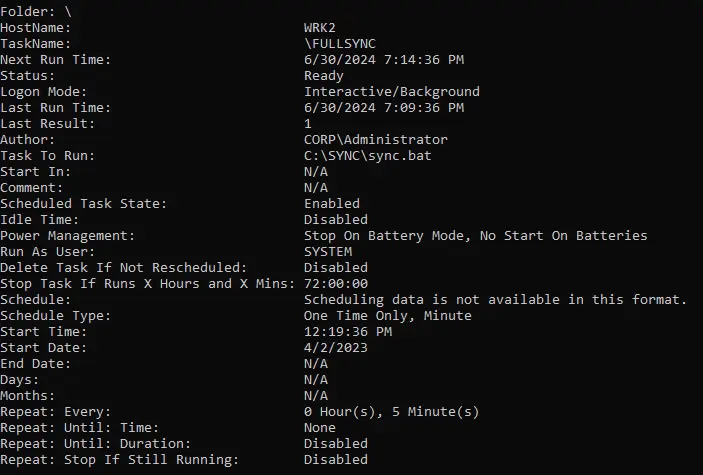 Folder: \
HostName: WRK2
TaskName: \FULLSYNC
Next Run Time: 6/30/2024 7:14:36 PM
Status: Ready
Logon Mode: Interactive/Background
Last Run Time: 6/30/2024 7:09:36 PM
Last Result: 1
Author: CORP\Administrator
Task To Run: C:\SYNC\sync.bat
Start In: N/A
Comment: N/A
Scheduled Task State: Enabled
Idle Time: Disabled
Power Management: Stop On Battery Mode, No Start On Batteries
Run As User: SYSTEM
Delete Task If Not Rescheduled: Disabled
Stop Task If Runs X Hours and X Mins: 72:00:00
Schedule: Scheduling data is not available in this format.
Schedule Type: One Time Only, Minute
Start Time: 12:19:36 PM
Start Date: 4/2/2023
End Date: N/A
Days: N/A
Months: N/A
Repeat: Every: 0 Hour(s), 5 Minute(s)
Repeat: Until: Time: None
Repeat: Until: Duration: Disabled
Repeat: Stop If Still Running: Disabled